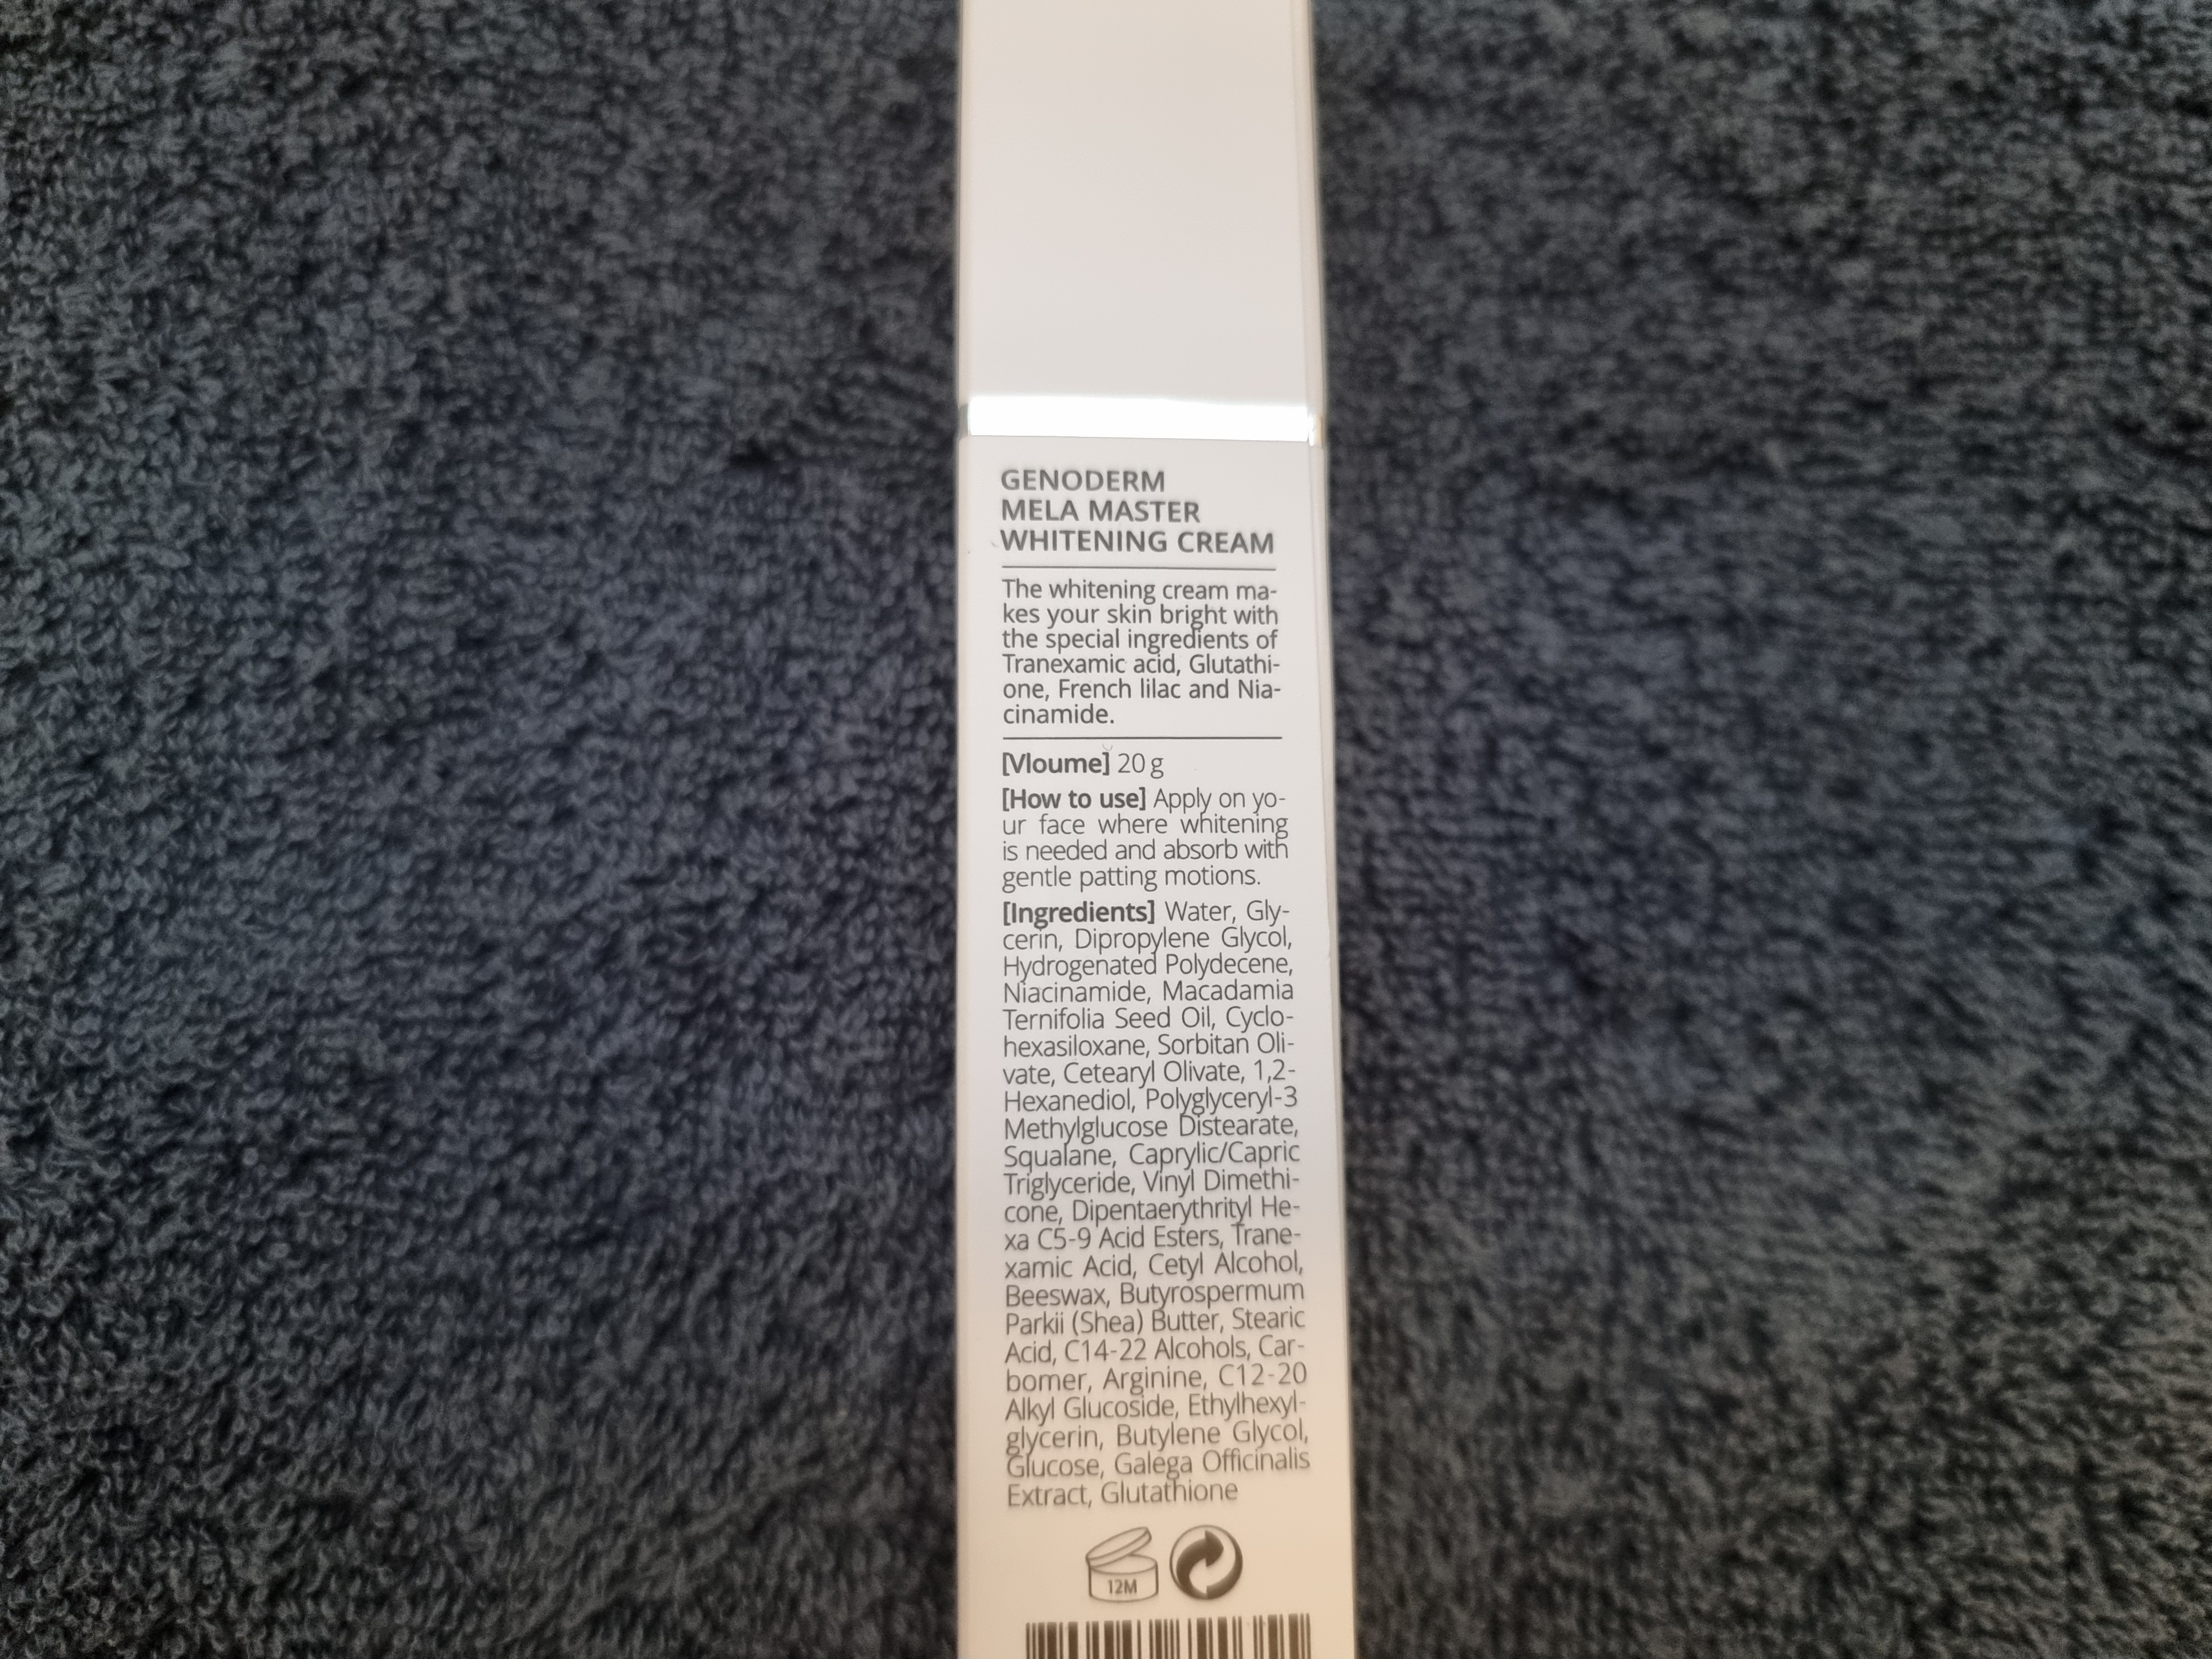 GENODERM
MELA MASTER
WHITENING CREAM
The whitening cream ma-
kes your skin bright with
the special ingredients of
Tranexamic acid, Glutathi-
one, French lilac and Nia-
cinamide.
[Vloume] 20 g
[How to use] Apply on yo-
ur face where whitening
is needed and absorb with
gentle patting motions.
[Ingredients] Water, Gly-
cerin, Dipropylene Glycol,
Hydrogenated Polydecene,
Niacinamide, Macadamia
Ternifolia Seed Oil, Cyclo-
hexasiloxane, Sorbitan Oli-
vate, Cetearyl Olivate, 1,2-
Hexanediol, Polyglyceryl-3
Methylglucose Distearate,
Squalane, Caprylic/Capric
Triglyceride, Vinyl Dimethi-
cone, Dipentaerythrityl He-
xa C5-9 Acid Esters, Trane-
xamic Acid, Cetyl Alcohol,
Beeswax, Butyrospermum
Parkii (Shea) Butter, Stearic
Acid, C14-22 Alcohols, Car-
bomer, Arginine, C12-20
Alkyl Glucoside, Ethylhexyl-
glycerin, Butylene Glycol,
Glucose, Galega Officinalis
Extract, Glutathione
12M